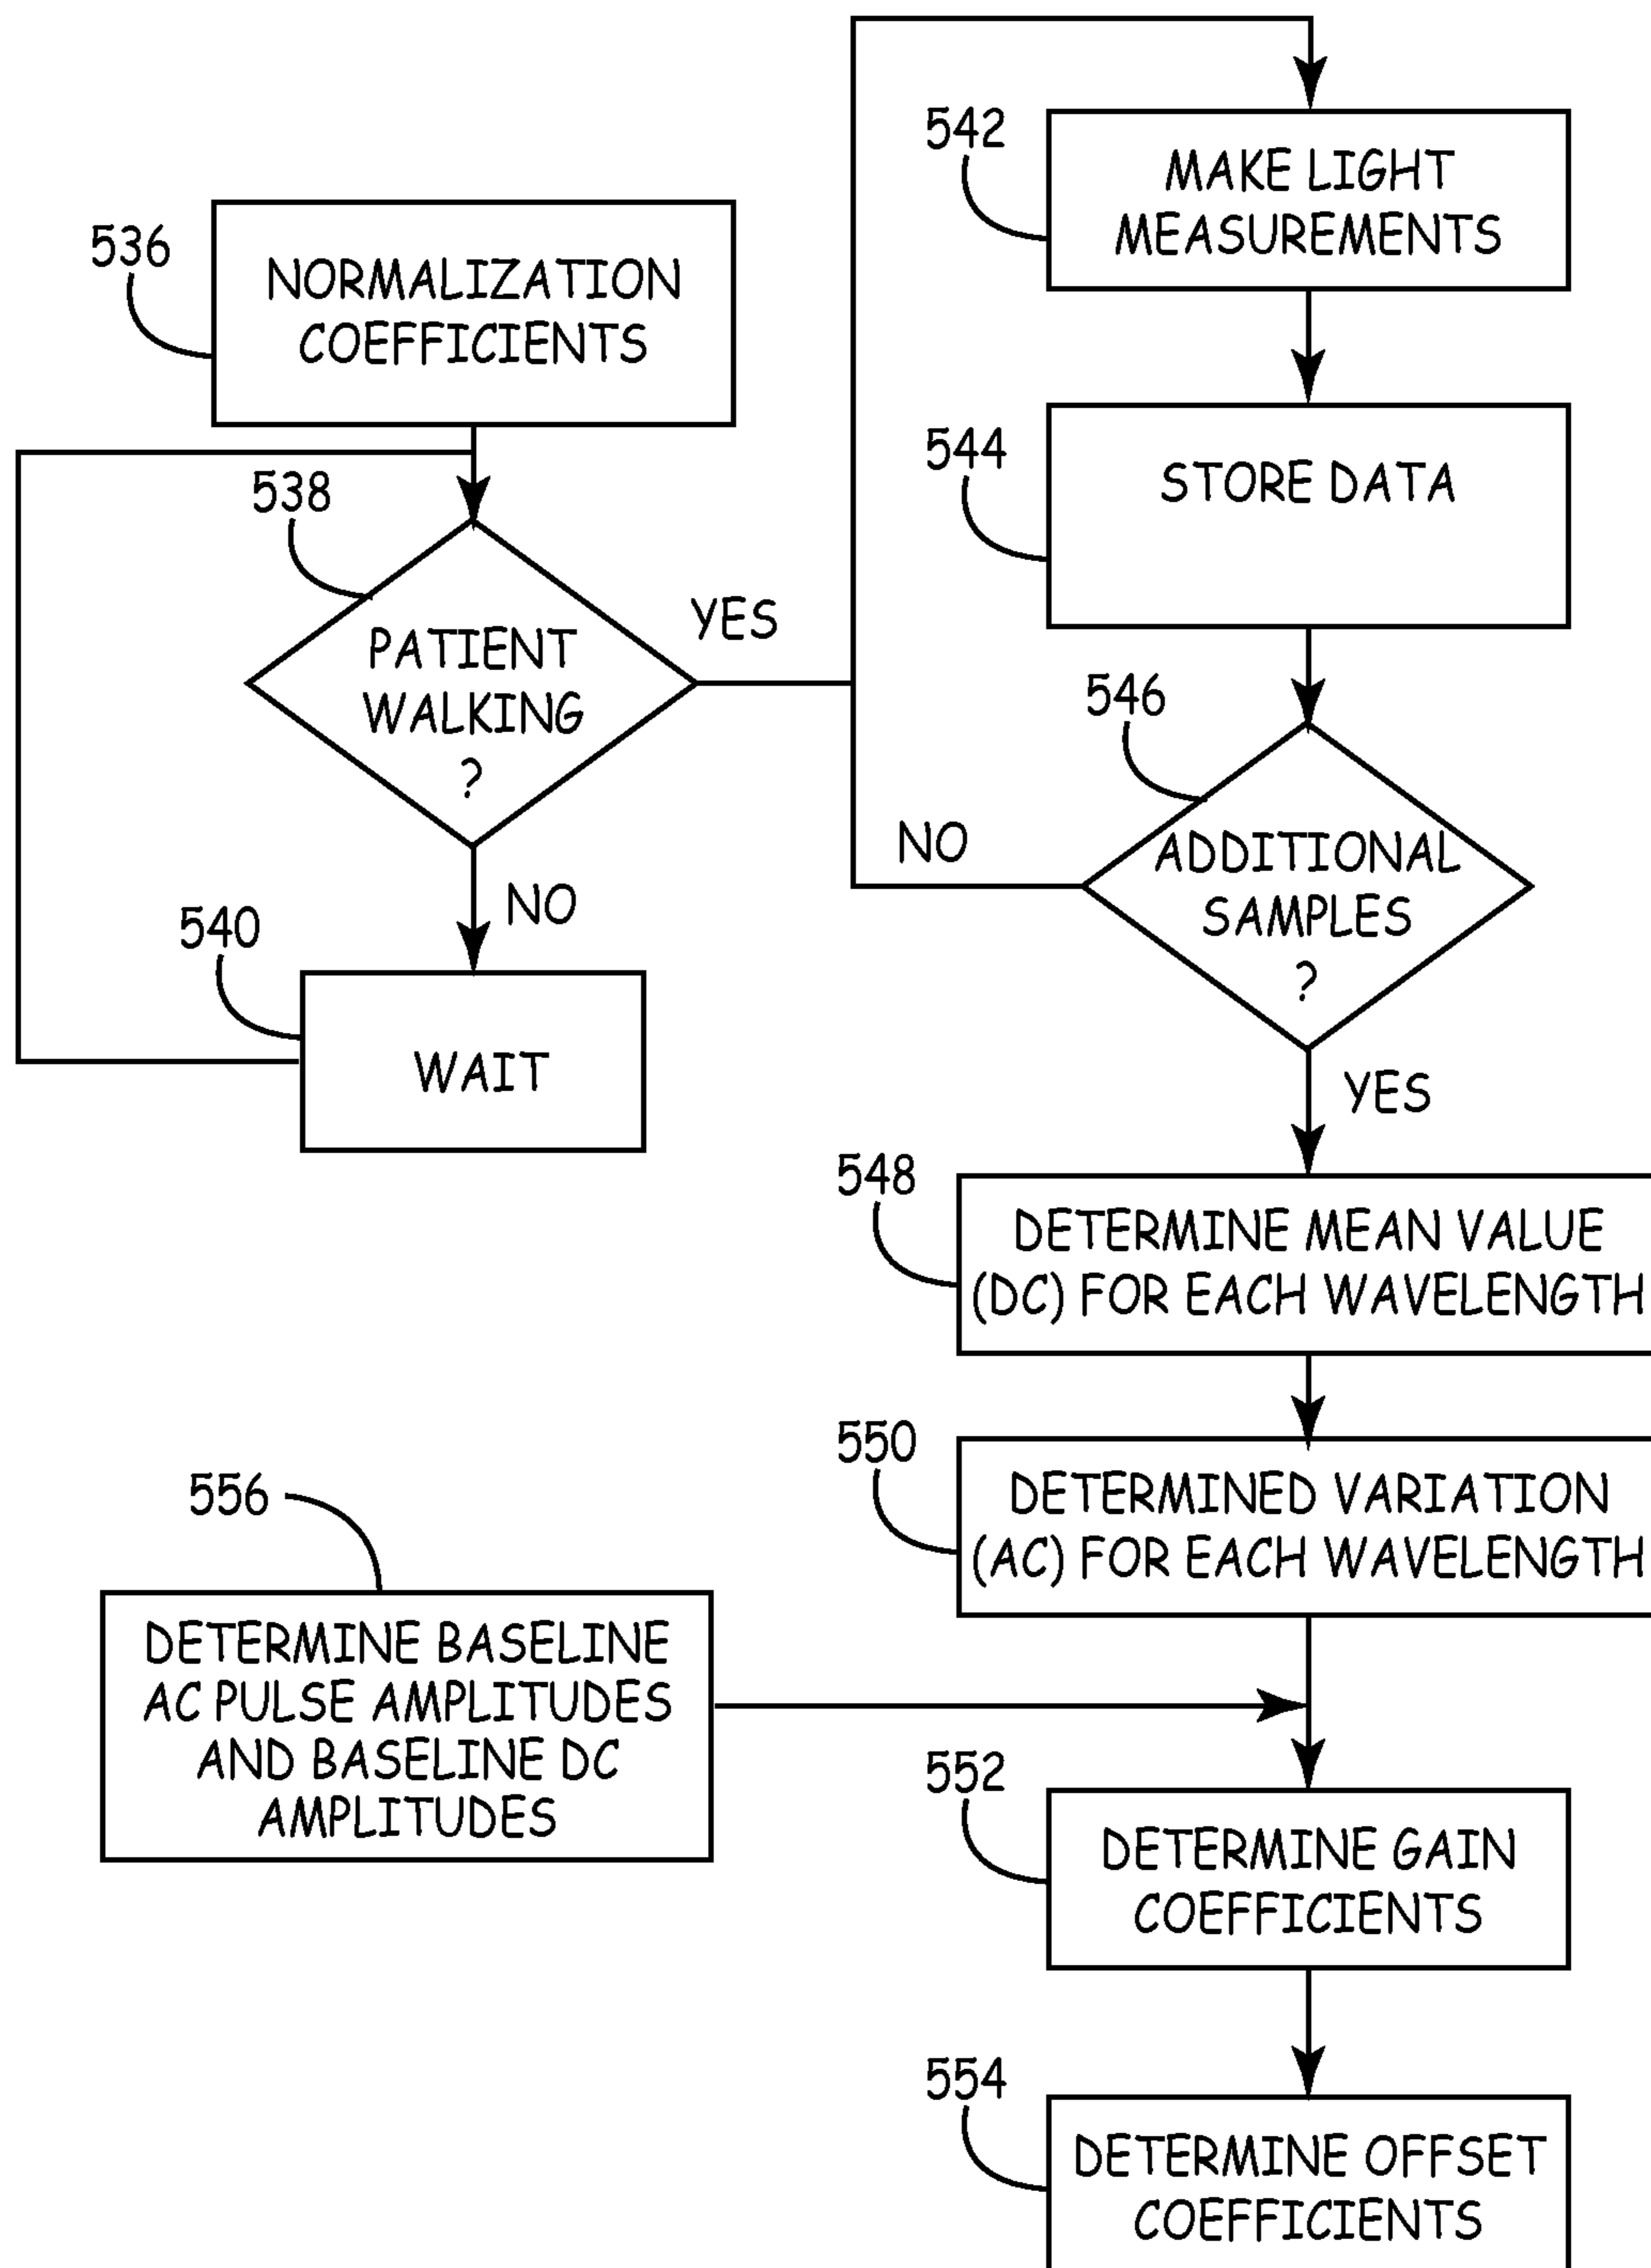 536
NORMALIZATION
COEFFICIENTS
538
PATIENT
WALKING
?
YES
NO
540
WAIT
542
MAKE LIGHT
MEASUREMENTS
544
STORE DATA
546
ADDITIONAL
SAMPLES
?
NO
YES
548
DETERMINE MEAN VALUE
(DC) FOR EACH WAVELENGTH
550
DETERMINED VARIATION
(AC) FOR EACH WAVELENGTH
556
DETERMINE BASELINE
AC PULSE AMPLITUDES
AND BASELINE DC
AMPLITUDES
552
DETERMINE GAIN
COEFFICIENTS
554
DETERMINE OFFSET
COEFFICIENTS